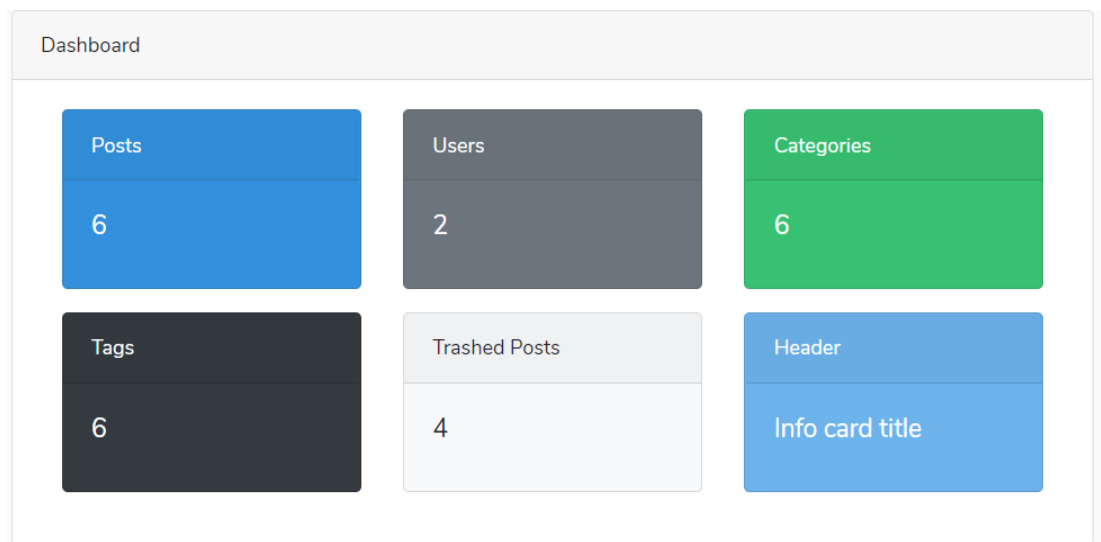 Dashboard
Posts
6
Users
2
Categories
6
Tags
6
Trashed Posts
4
Header
Info card title